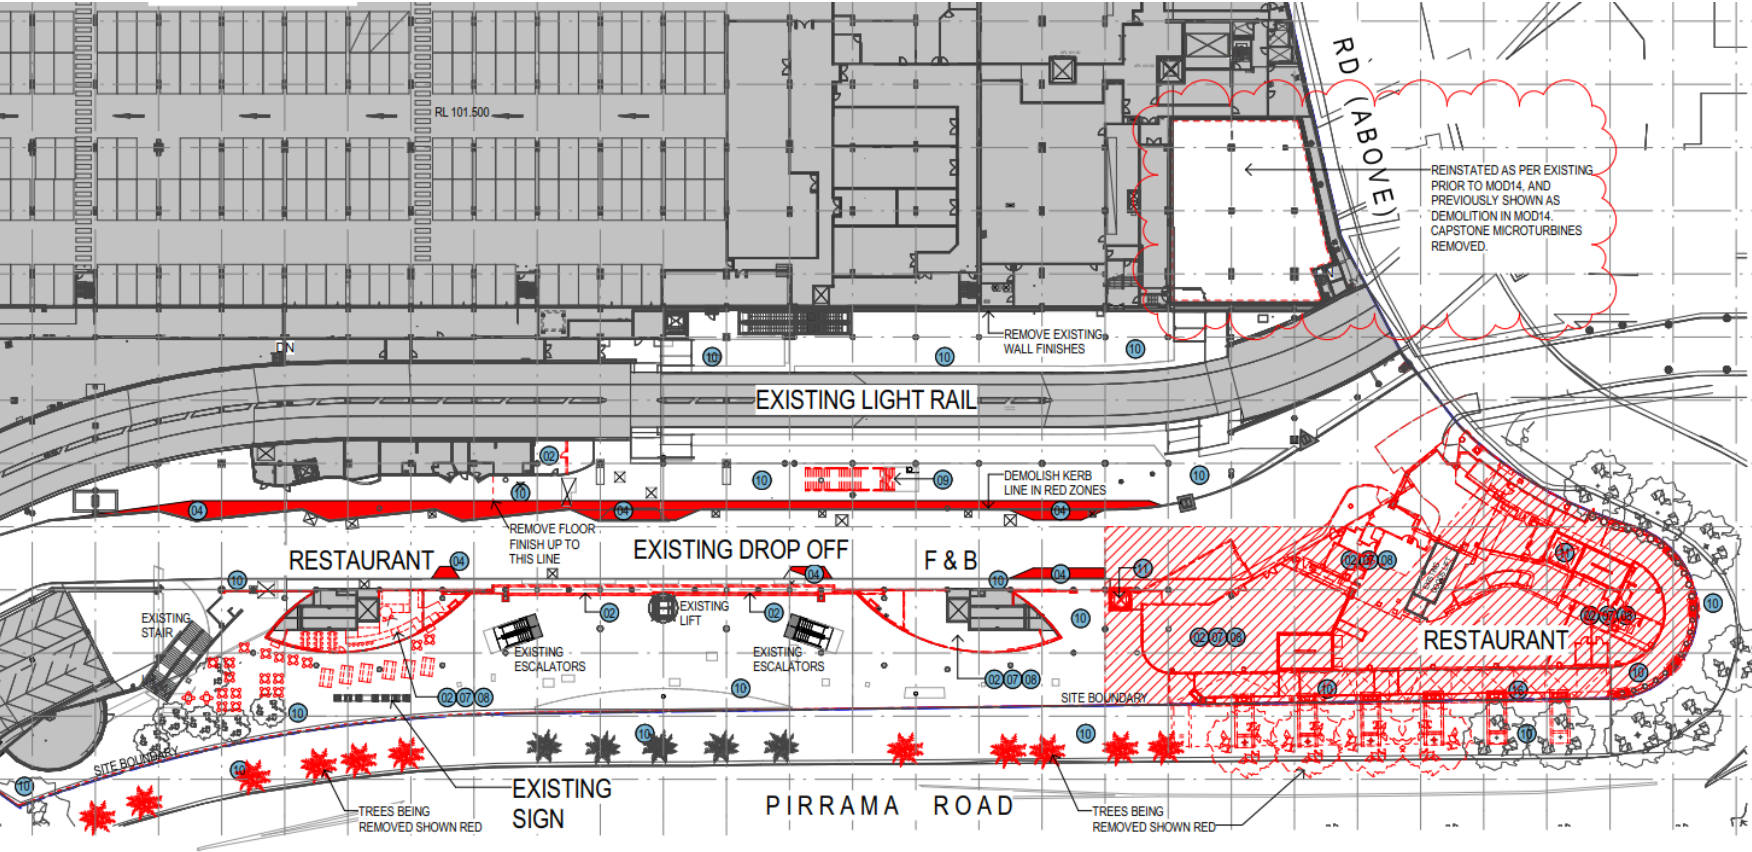 RL 101.500
RD (ABOVE)
REINSTATED AS PER EXISTING
PRIOR TO MOD14, AND
PREVIOUSLY SHOWN AS
DEMOLITION IN MOD14.
CAPSTONE MICROTURBINES
REMOVED.
REMOVE EXISTING
WALL FINISHES
DN
10
10
10
EXISTING LIGHT RAIL
02
10
10
09
10
DEMOLISH KERB
LINE IN RED ZONES
04
04
04
REMOVE FLOOR
FINISH UP TO
THIS LINE
RESTAURANT
EXISTING DROP OFF
F & B
04
04
04
11
10
10
02 07 08
11
EXISTING
STAIR
02
EXISTING
LIFT
02
10
EXISTING
ESCALATORS
EXISTING
ESCALATORS
02 07 08
02 07 08
RESTAURANT
10
02 07 08
10
02 07 08
10
SITE BOUNDARY
10
16
10
10
10
10
SITE BOUNDARY
10
10
EXISTING
SIGN
PIRRAMA ROAD
TREES BEING
REMOVED SHOWN RED
TREES BEING
REMOVED SHOWN RED